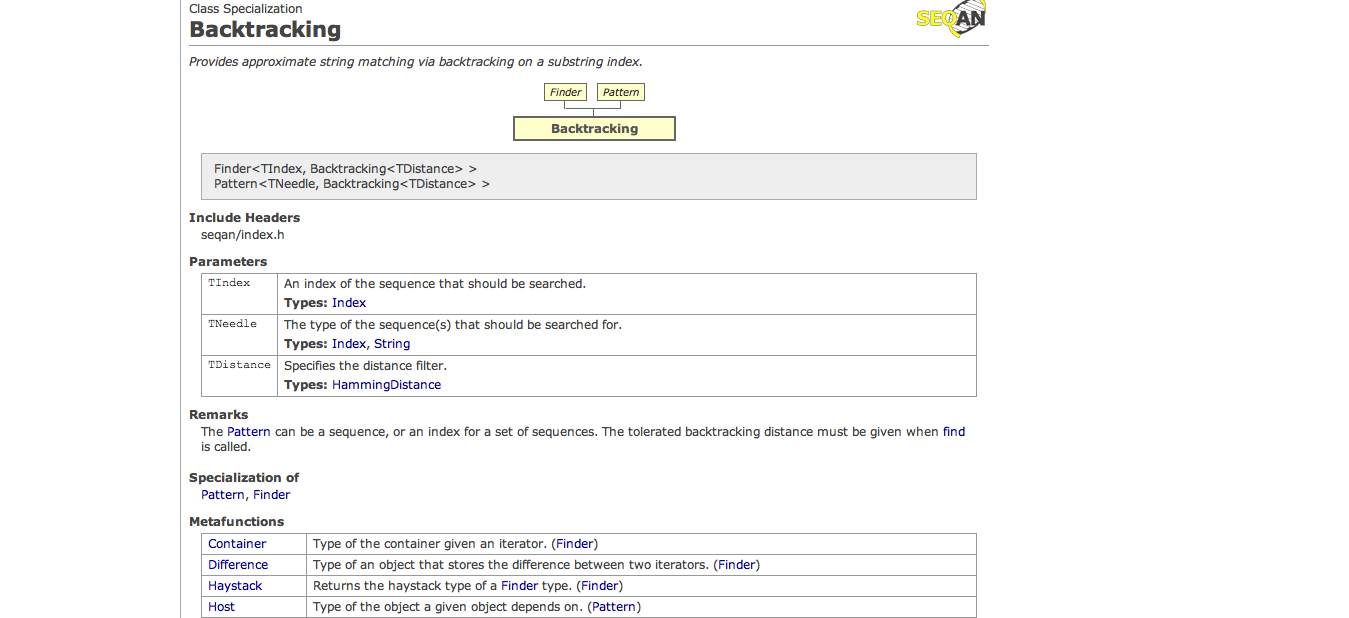 Class Specialization
SEQAN
Backtracking
Provides approximate string matching via backtracking on a substring index.
Finder Pattern
Backtracking
Finder<TIndex, Backtracking<TDistance> >
Pattern<TNeedle, Backtracking<TDistance> >
Include Headers
seqan/index.h
Parameters
TIndex An index of the sequence that should be searched.
Types: Index
TNeedle The type of the sequence(s) that should be searched for.
Types: Index, String
TDistance Specifies the distance filter.
Types: HammingDistance
Remarks
The Pattern can be a sequence, or an index for a set of sequences. The tolerated backtracking distance must be given when find
is called.
Specialization of
Pattern, Finder
Metafunctions
Container Type of the container given an iterator. (Finder)
Difference Type of an object that stores the difference between two iterators. (Finder)
Haystack Returns the haystack type of a Finder type. (Finder)
Host Type of the object a given object depends on. (Pattern)